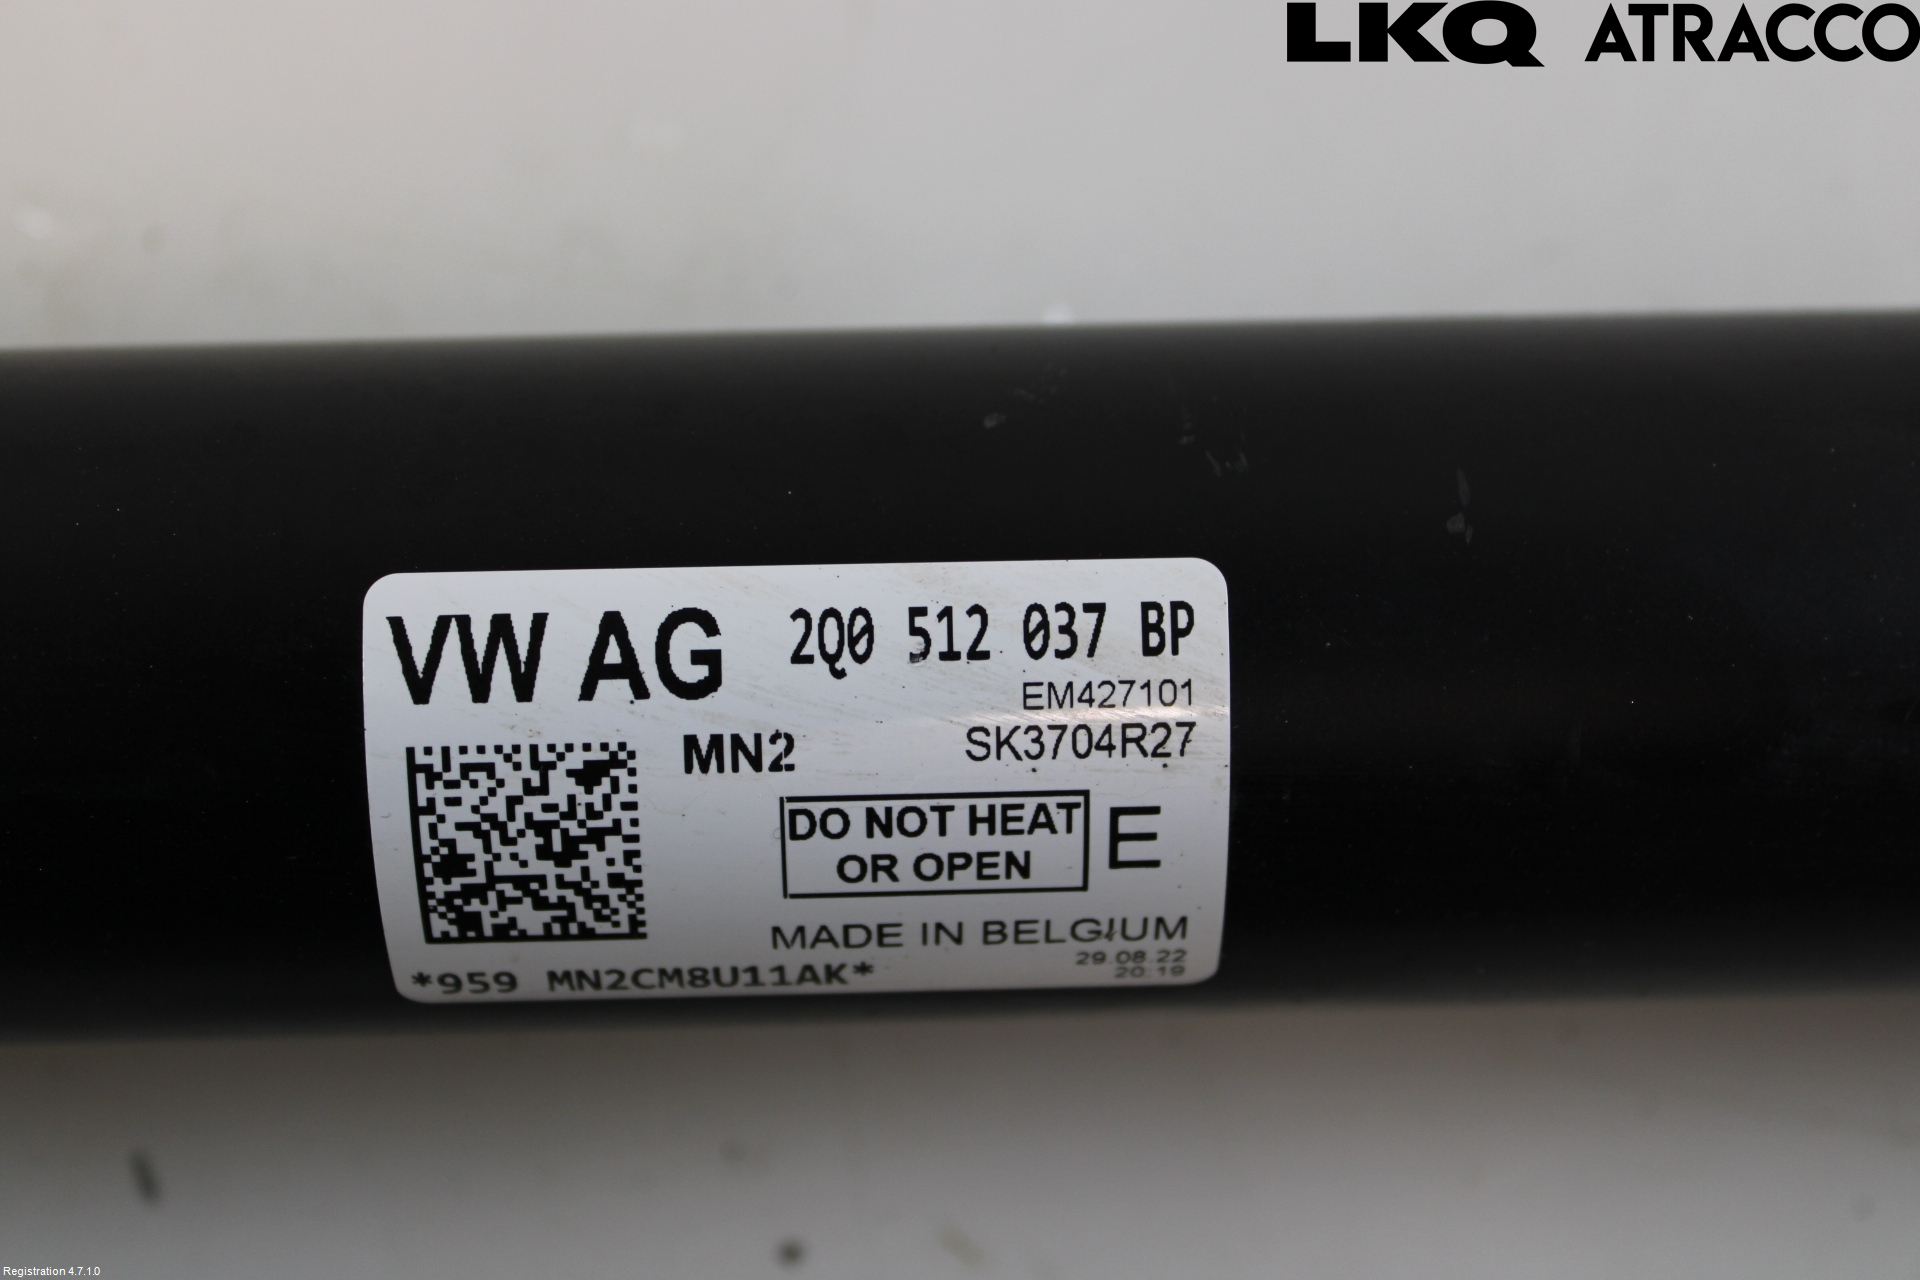 LKQ ATRACCO
VW AG 2Q0 512 037 BP
EM427101
MN2 SK3704R27
DO NOT HEAT
OR OPEN
E
MADE IN BELGIUM
29.08.22
20:19
*959 MN2CM8U11AK*
Registration 4.7.1.0